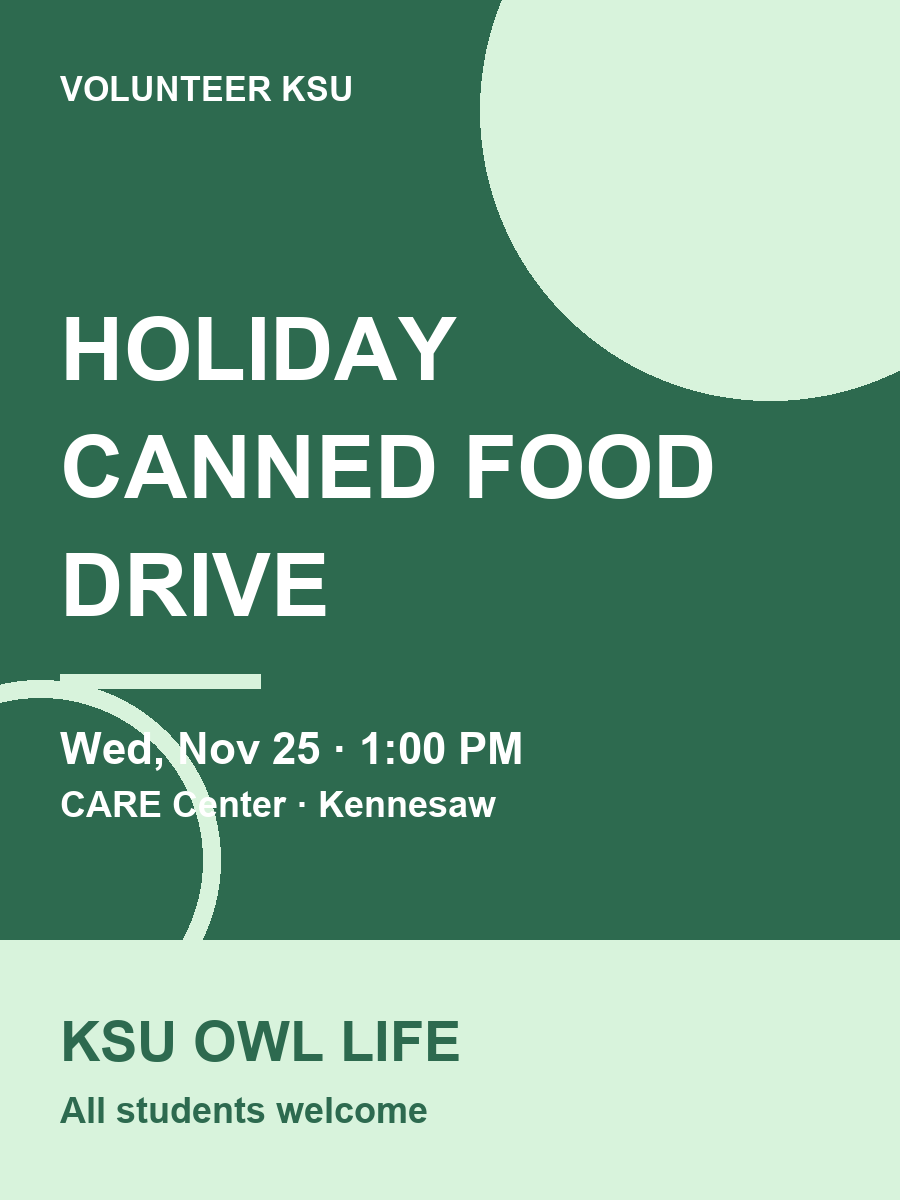 VOLUNTEER KSU
HOLIDAY
CANNED FOOD
DRIVE
Wed, Nov 25 · 1:00 PM
CARE Center · Kennesaw
KSU OWL LIFE
All students welcome